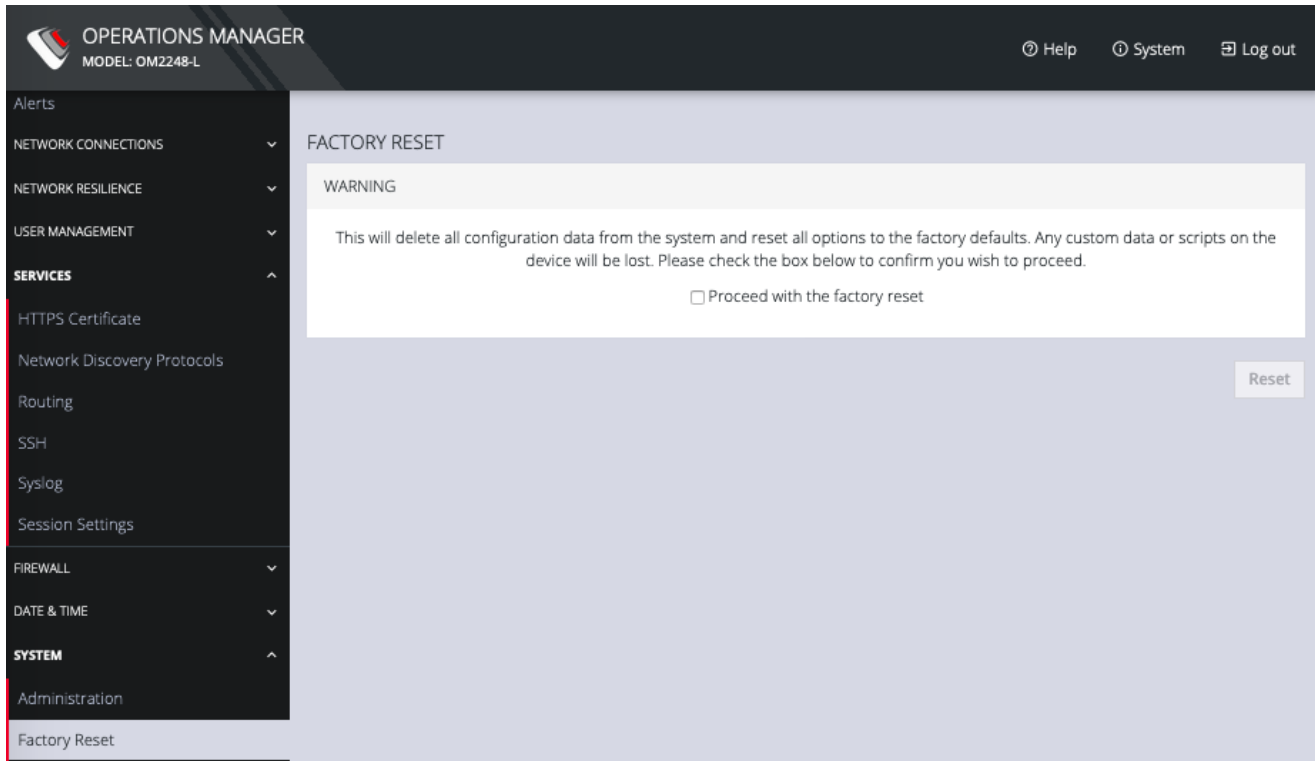 OPERATIONS MANAGER
MODEL: OM2248-L
Help
System
Log out
Alerts
NETWORK CONNECTIONS
NETWORK RESILIENCE
USER MANAGEMENT
SERVICES
HTTPS Certificate
Network Discovery Protocols
Routing
SSH
Syslog
Session Settings
FIREWALL
DATE & TIME
SYSTEM
Administration
Factory Reset
FACTORY RESET
WARNING
This will delete all configuration data from the system and reset all options to the factory defaults. Any custom data or scripts on the
device will be lost. Please check the box below to confirm you wish to proceed.
Proceed with the factory reset
Reset